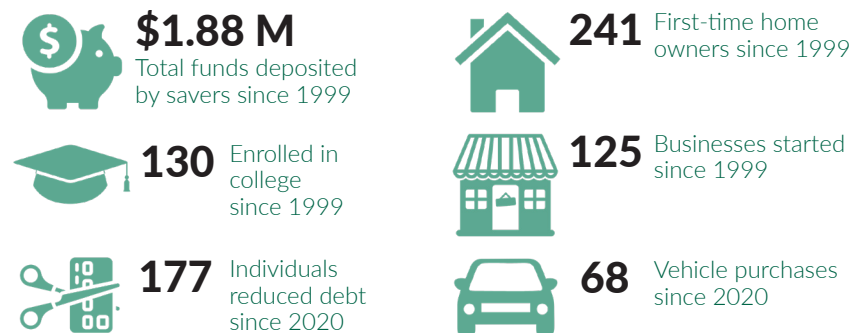 $1.88 M
Total funds deposited
by savers since 1999
241
First-time home
owners since 1999
130
Enrolled in
college
since 1999
125
Businesses started
since 1999
177
Individuals
reduced debt
since 2020
68
Vehicle purchases
since 2020